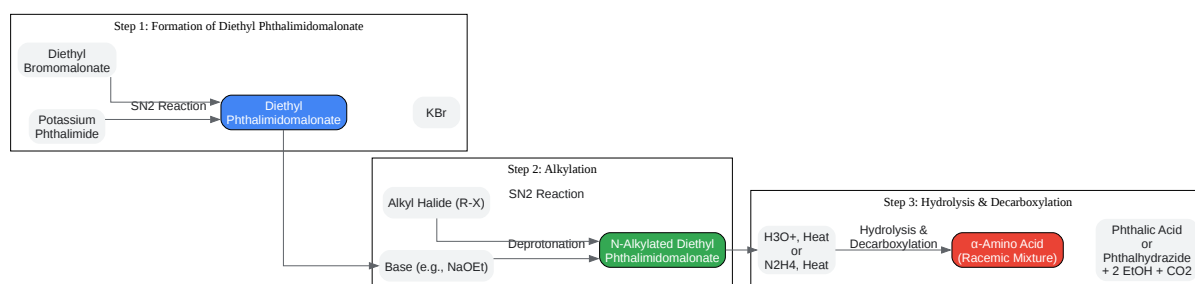 Step 1: Formation of Diethyl Phthalimidomalonate
Diethyl
Bromomalonate
SN2 Reaction
Potassium
Phthalimide
Diethyl
Phthalimidomalonate
KBr
Step 2: Alkylation
SN2 Reaction
Alkyl Halide (R-X)
Deprotonation
Base (e.g., NaOEt)
N-Alkylated Diethyl
Phthalimidomalonate
Step 3: Hydrolysis & Decarboxylation
H3O+, Heat
or
N2H4, Heat
Hydrolysis &
Decarboxylation
α-Amino Acid
(Racemic Mixture)
Phthalic Acid
or
Phthalhydrazide
+ 2 EtOH + CO2